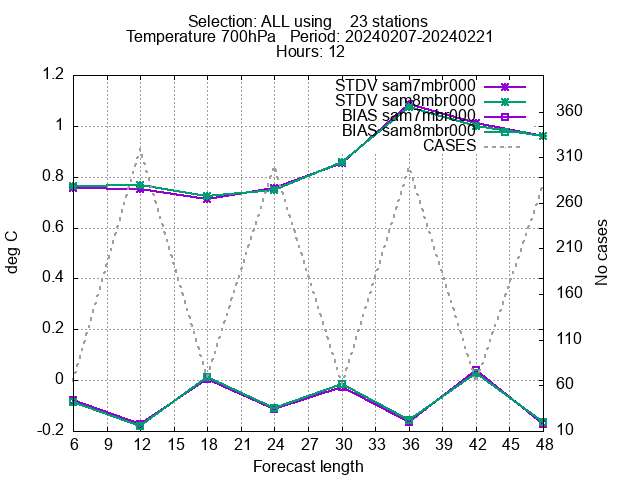 Selection: ALL using 23 stations
Temperature 700hPa Period: 20240207-20240221
Hours: 12
STDV sam7mbr000
STDV sam8mbr000
BIAS sam7mbr000
BIAS sam8mbr000
CASES
1.2
1
0.8
0.6
0.4
0.2
0
-0.2
deg C
360
310
260
210
160
110
60
10
No cases
6 9 12 15 18 21 24 27 30 33 36 39 42 45 48
Forecast length